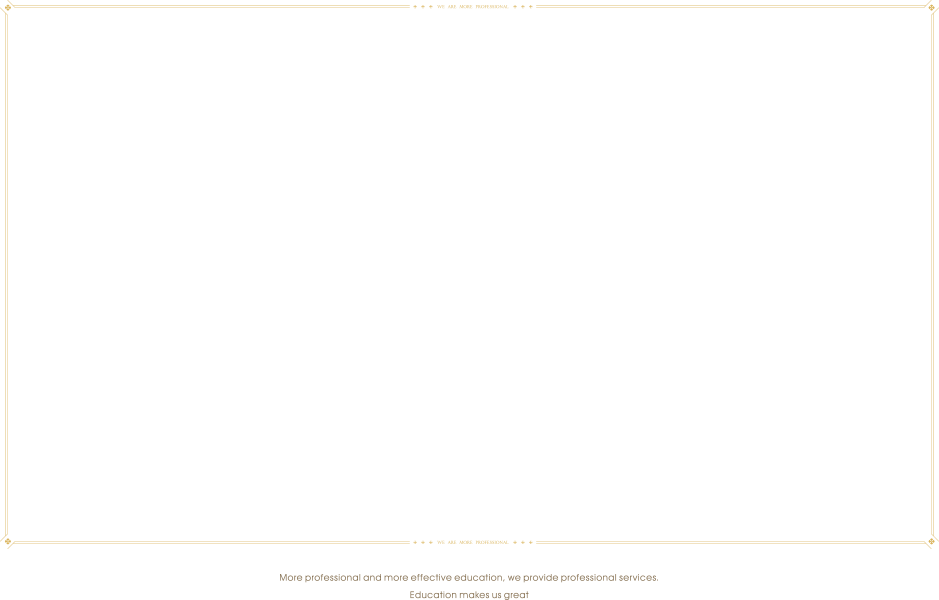 WE ARE MORE PROFESSIONAL
WE ARE MORE PROFESSIONAL
More professional and more effective education, we provide professional services.
Education makes us great